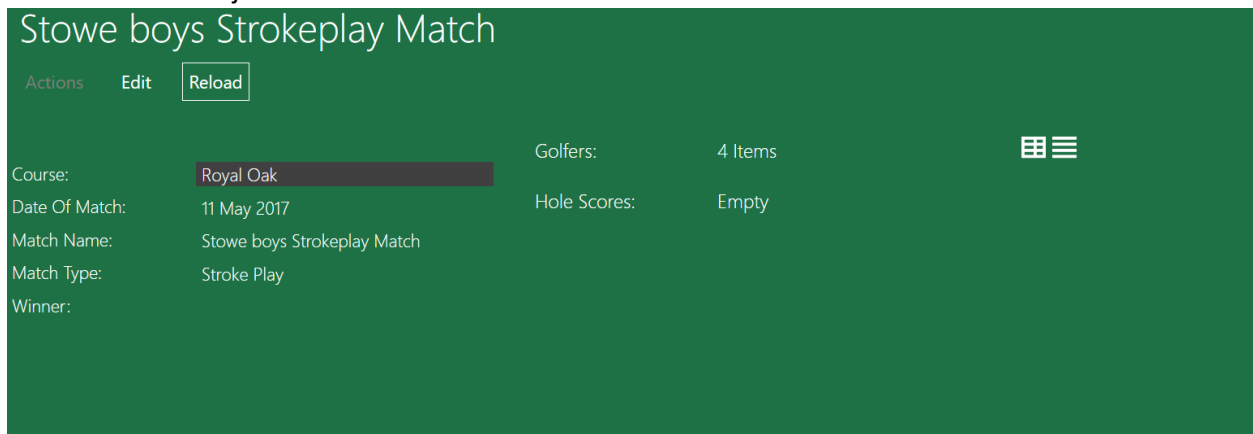 Stowe boys Strokeplay Match
Actions Edit Reload
Course: Royal Oak
Date Of Match: 11 May 2017
Match Name: Stowe boys Strokeplay Match
Match Type: Stroke Play
Winner:
Golfers: 4 Items
Hole Scores: Empty